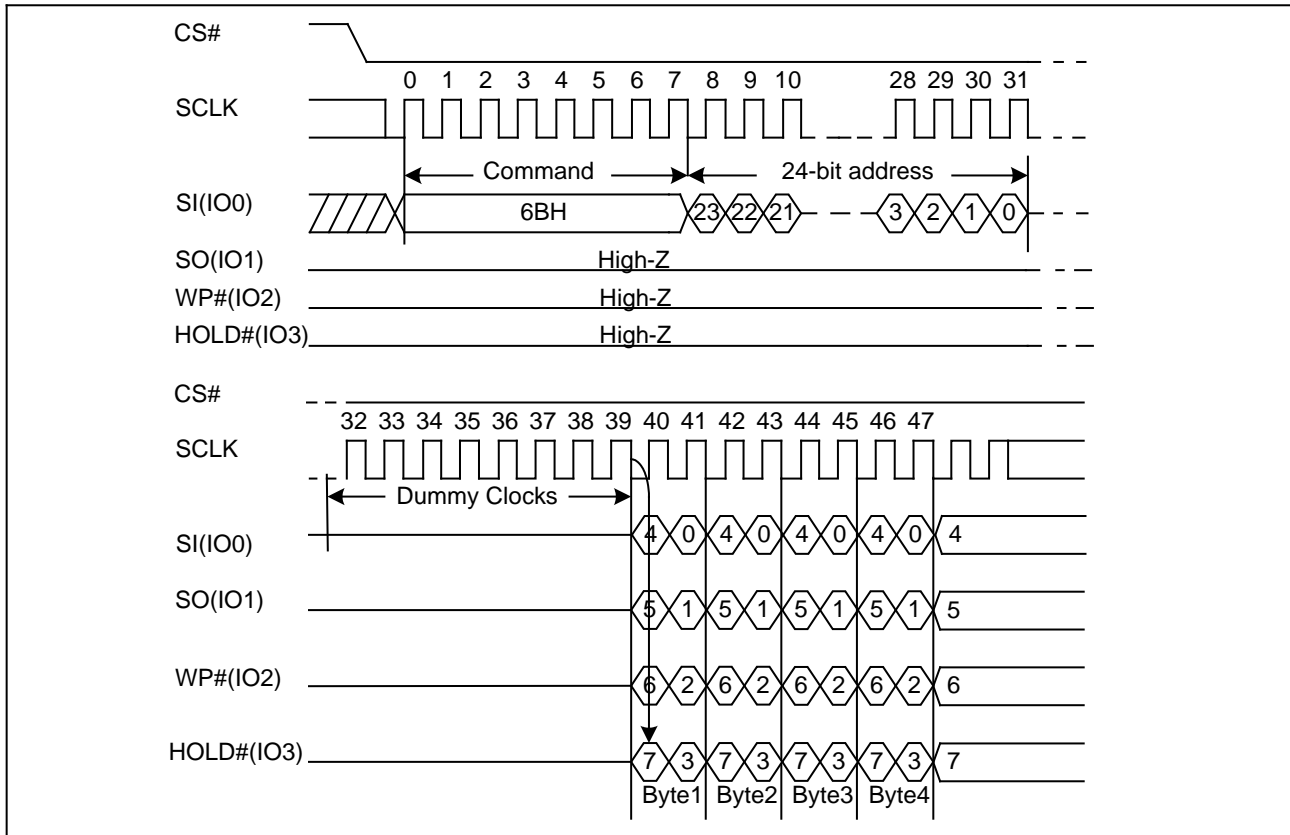 CS#
0 1 2 3 4 5 6 7 8 9 10 28 29 30 31
SCLK
Command 24-bit address
SI(IO0) 6BH 23 22 21 3 2 1 0
SO(IO1) High-Z
WP#(IO2) High-Z
HOLD#(IO3) High-Z
CS#
32 33 34 35 36 37 38 39 40 41 42 43 44 45 46 47
SCLK
Dummy Clocks
SI(IO0) 4 0 4 0 4 0 4 0 4
SO(IO1) 5 1 5 1 5 1 5 1 5
WP#(IO2) 6 2 6 2 6 2 6 2 6
HOLD#(IO3) 7 3 7 3 7 3 7 3 7
Byte1 Byte2 Byte3 Byte4